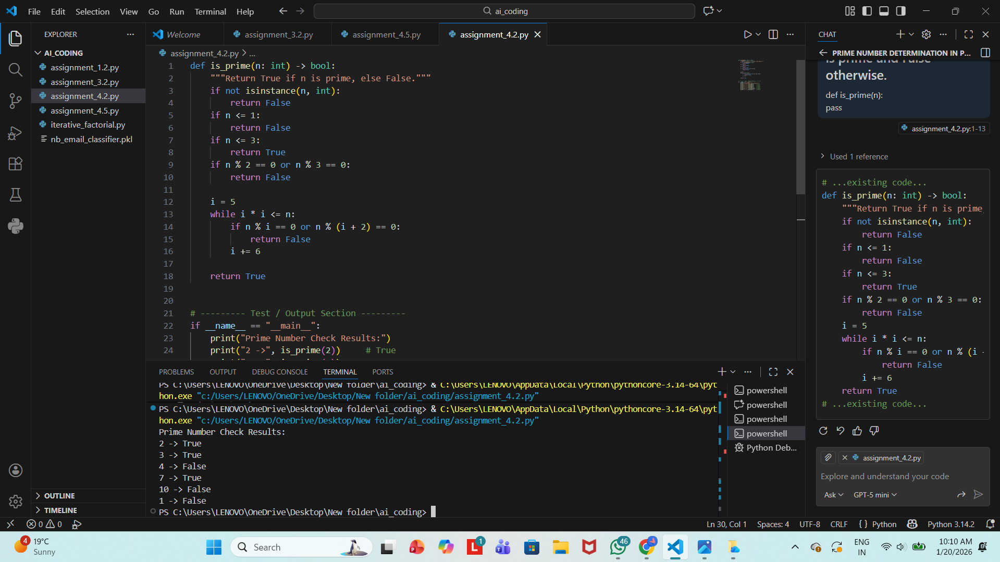 File Edit Selection View Go Run Terminal Help
ai_coding
EXPLORER
AI_CODING
assignment_1.2.py
assignment_3.2.py
assignment_4.2.py
assignment_4.5.py
iterative_factorial.py
nb_email_classifier.pkl
OUTLINE
TIMELINE
Welcome
assignment_3.2.py
assignment_4.5.py
assignment_4.2.py
assignment_4.2.py > ...
1 def is_prime(n: int) -> bool:
2 """Return True if n is prime, else False."""
3 if not isinstance(n, int):
4 return False
5 if n <= 1:
6 return False
7 if n <= 3:
8 return True
9 if n % 2 == 0 or n % 3 == 0:
10 return False
11
12 i = 5
13 while i * i <= n:
14 if n % i == 0 or n % (i + 2) == 0:
15 return False
16 i += 6
17
18 return True
19
20
21 # --------- Test / Output Section ---------
22 if __name__ == "__main__":
23 print("Prime Number Check Results:")
24 print("2 ->", is_prime(2)) # True
PROBLEMS OUTPUT DEBUG CONSOLE TERMINAL PORTS
PS C:\Users\LENOVO\OneDrive\Desktop\New folder\ai_coding> & C:\Users\LENOVO\AppData\Local\Python\pythoncore-3.14-64\pyt
hon.exe "c:/Users/LENOVO/OneDrive/Desktop/New folder/ai_coding/assignment_4.2.py"
PS C:\Users\LENOVO\OneDrive\Desktop\New folder\ai_coding> & C:\Users\LENOVO\AppData\Local\Python\pythoncore-3.14-64\pyt
hon.exe "c:/Users/LENOVO/OneDrive/Desktop/New folder/ai_coding/assignment_4.2.py"
Prime Number Check Results:
2 -> True
3 -> True
4 -> False
7 -> True
10 -> False
1 -> False
PS C:\Users\LENOVO\OneDrive\Desktop\New folder\ai_coding>
powershell
powershell
powershell
powershell
Python Deb...
CHAT
PRIME NUMBER DETERMINATION IN P...
is prime and False
otherwise.
def is_prime(n):
pass
assignment_4.2.py:1-13
Used 1 reference
# ...existing code...
def is_prime(n: int) -> bool:
"""Return True if n is prime,
if not isinstance(n, int):
return False
if n <= 1:
return False
if n <= 3:
return True
if n % 2 == 0 or n % 3 == 0:
return False
i = 5
while i * i <= n:
if n % i == 0 or n % (i
return False
i += 6
return True
# ...existing code...
assignment_4.2.py
Explore and understand your code
Ask GPT-5 mini
0 0
Ln 30, Col 1 Spaces: 4 UTF-8 CRLF { } Python Python 3.14.2
4
19°C
Sunny
Search
1
46
ENG
IN
10:10 AM
1/20/2026